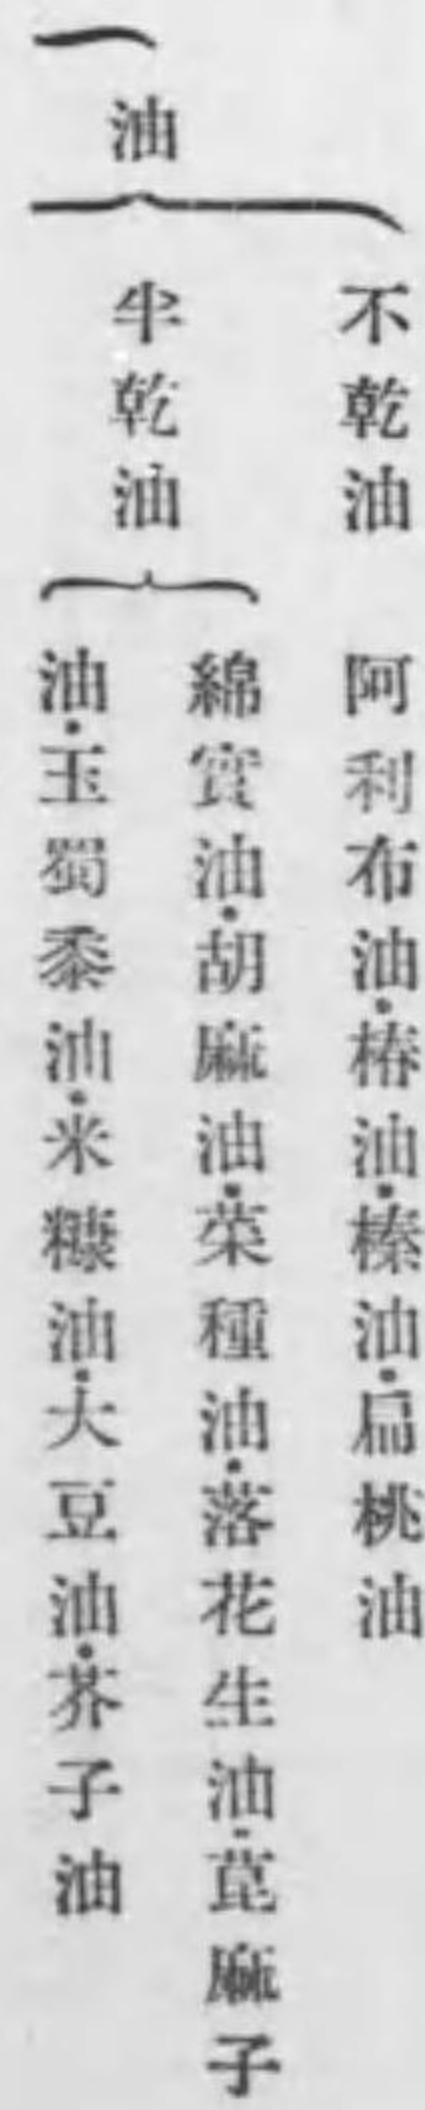 不乾油 阿利布油・椿油・榛油・扁桃油
油
半乾油
綿實油・胡麻油・菜種油・落花生油・萞麻子
油・玉蜀黍油・米糠油・大豆油・芥子油